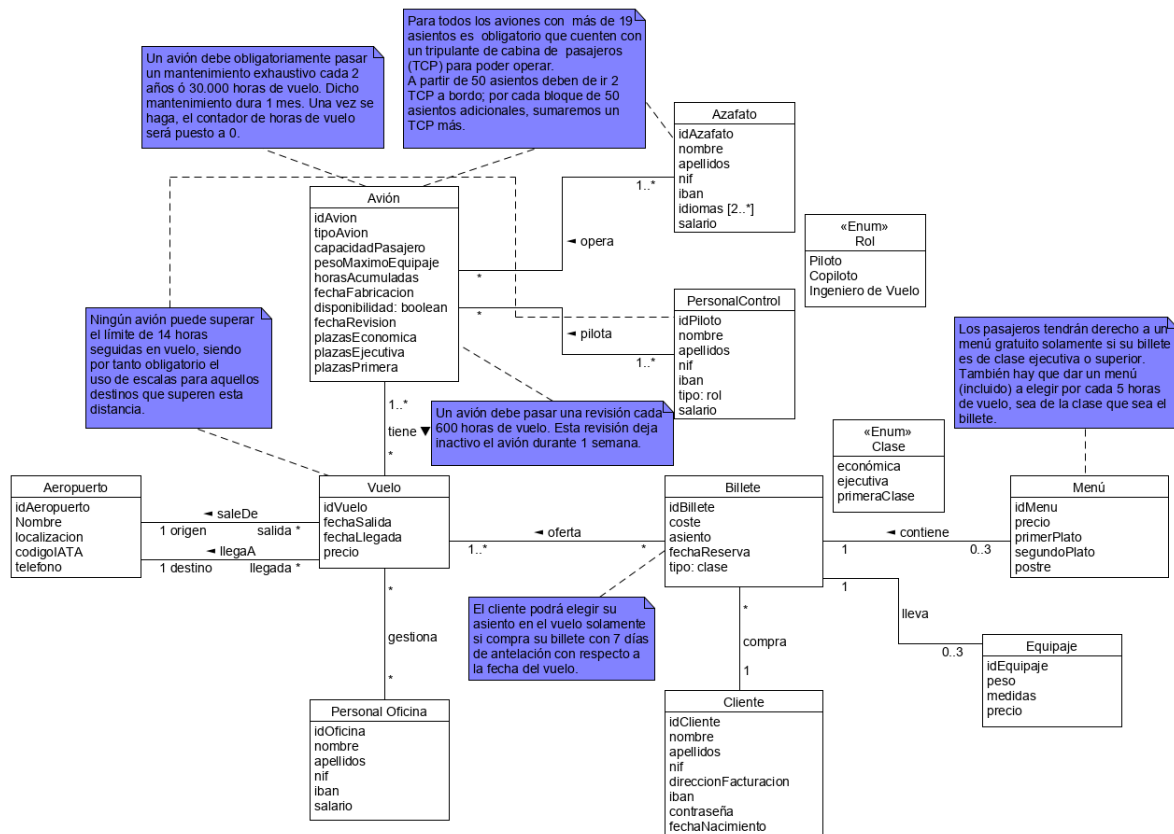 Un avión debe obligatoriamente pasar
un mantenimiento exhaustivo cada 2
años ó 30.000 horas de vuelo. Dicho
mantenimiento dura 1 mes. Una vez se
haga, el contador de horas de vuelo
será puesto a 0.
Para todos los aviones con más de 19
asientos es obligatorio que cuenten con
un tripulante de cabina de pasajeros
(TCP) para poder operar.
A partir de 50 asientos deben de ir 2
TCP a bordo; por cada bloque de 50
asientos adicionales, sumaremos un
TCP más.
Azafato
idAzafato
nombre
apellidos
nif
iban
idiomas [2..*]
salario
1..*
◄ opera
*
Avión
idAvion
tipoAvion
capacidadPasajero
pesoMaximoEquipaje
horasAcumuladas
fechaFabricacion
disponibilidad: boolean
fechaRevision
plazasEconomica
plazasEjecutiva
plazasPrimera
«Enum»
Rol
Piloto
Copiloto
Ingeniero de Vuelo
PersonalControl
idPiloto
nombre
apellidos
nif
iban
tipo: rol
salario
*
◄ pilota
1..*
Ningún avión puede superar
el límite de 14 horas
seguidas en vuelo, siendo
por tanto obligatorio el
uso de escalas para aquellos
destinos que superen esta
distancia.
Los pasajeros tendrán derecho a un
menú gratuito solamente si su billete
es de clase ejecutiva o superior.
También hay que dar un menú
(incluido) a elegir por cada 5 horas
de vuelo, sea de la clase que sea el
billete.
1..*
tiene ▼
*
Un avión debe pasar una revisión cada
600 horas de vuelo. Esta revisión deja
inactivo el avión durante 1 semana.
«Enum»
Clase
económica
ejecutiva
primeraClase
Aeropuerto
idAeropuerto
Nombre
localizacion
codigoIATA
telefono
◄ saleDe
1 origen
salida *
◄ llegaA
1 destino
llegada *
Vuelo
idVuelo
fechaSalida
fechaLlegada
precio
◄ oferta
1..*
*
Billete
idBillete
coste
asiento
fechaReserva
tipo: clase
◄ contiene
1
0..3
Menú
idMenu
precio
primerPlato
segundoPlato
postre
1
lleva
0..3
Equipaje
idEquipaje
peso
medidas
precio
El cliente podrá elegir su
asiento en el vuelo solamente
si compra su billete con 7 días
de antelación con respecto a
la fecha del vuelo.
*
compra
1
*
gestiona
*
Personal Oficina
idOficina
nombre
apellidos
nif
iban
salario
Cliente
idCliente
nombre
apellidos
nif
direccionFacturacion
iban
contraseña
fechaNacimiento